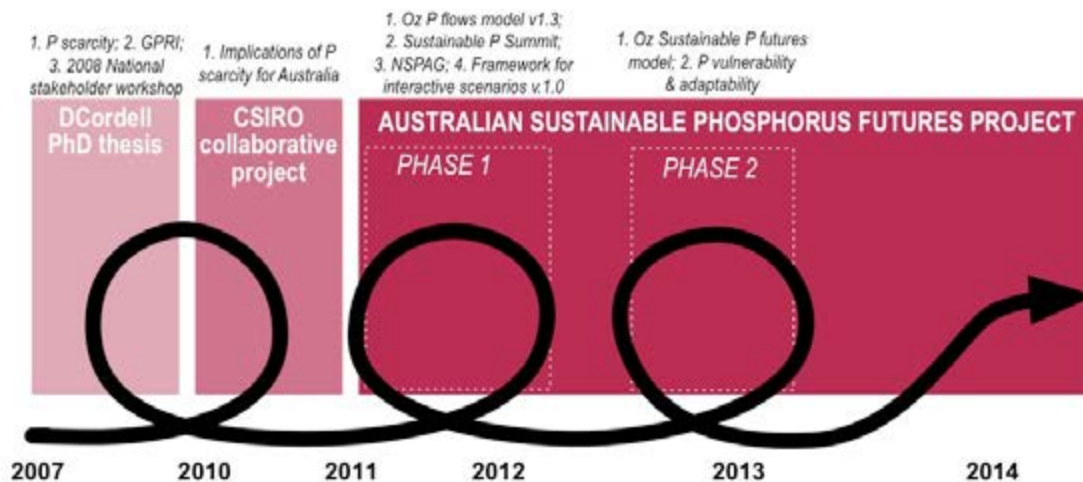 1. P scarcity; 2. GPRI;
3. 2008 National
stakeholder workshop
1. Implications of P
scarcity for Australia
1. Oz P flows model v1.3;
2. Sustainable P Summit;
3. NSPAG; 4. Framework for
interactive scenarios v.1.0
1. Oz Sustainable P futures
model; 2. P vulnerability
& adaptability
DCordell
PhD thesis
CSIRO
collaborative
project
AUSTRALIAN SUSTAINABLE PHOSPHORUS FUTURES PROJECT
PHASE 1
PHASE 2
2007
2010
2011
2012
2013
2014